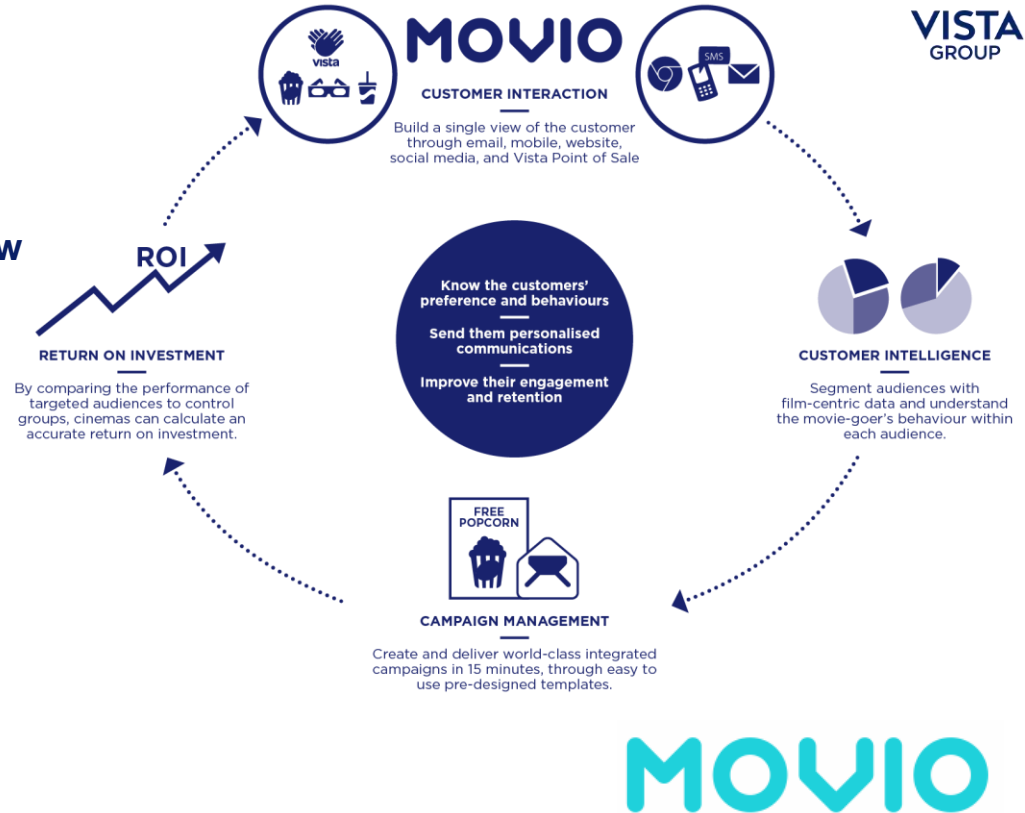 MOVIO
VISTA
GROUP
vista
SMS
CUSTOMER INTERACTION
Build a single view of the customer
through email, mobile, website,
social media, and Vista Point of Sale
w
ROI
RETURN ON INVESTMENT
By comparing the performance of
targeted audiences to control
groups, cinemas can calculate an
accurate return on investment.
Know the customers’
preference and behaviours
Send them personalised
communications
Improve their engagement
and retention
CUSTOMER INTELLIGENCE
Segment audiences with
film-centric data and understand
the movie-goer’s behaviour within
each audience.
FREE
POPCORN
CAMPAIGN MANAGEMENT
Create and deliver world-class integrated
campaigns in 15 minutes, through easy to
use pre-designed templates.
MOVIO